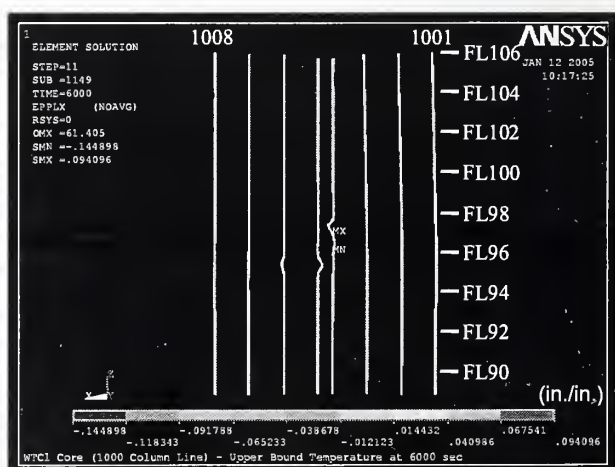 1
ELEMENT SOLUTION
STEP=11
SUB =1149
TIME=6000
EPPLX (NOAVG)
RSYS=0
DMX =61.405
SMN =-.144898
SMX =.094096
1008
1001
ANSYS
JAN 12 2005
10:17:25
FL106
FL104
FL102
FL100
FL98
FL96
FL94
FL92
FL90
MX
MN
Z
X Y
(in./in.)
-.144898 -.091788 -.038678 .014432 .067541
-.118343 -.065233 -.012123 .040986 .094096
WTC1 Core (1000 Column Line) - Upper Bound Temperature at 6000 sec